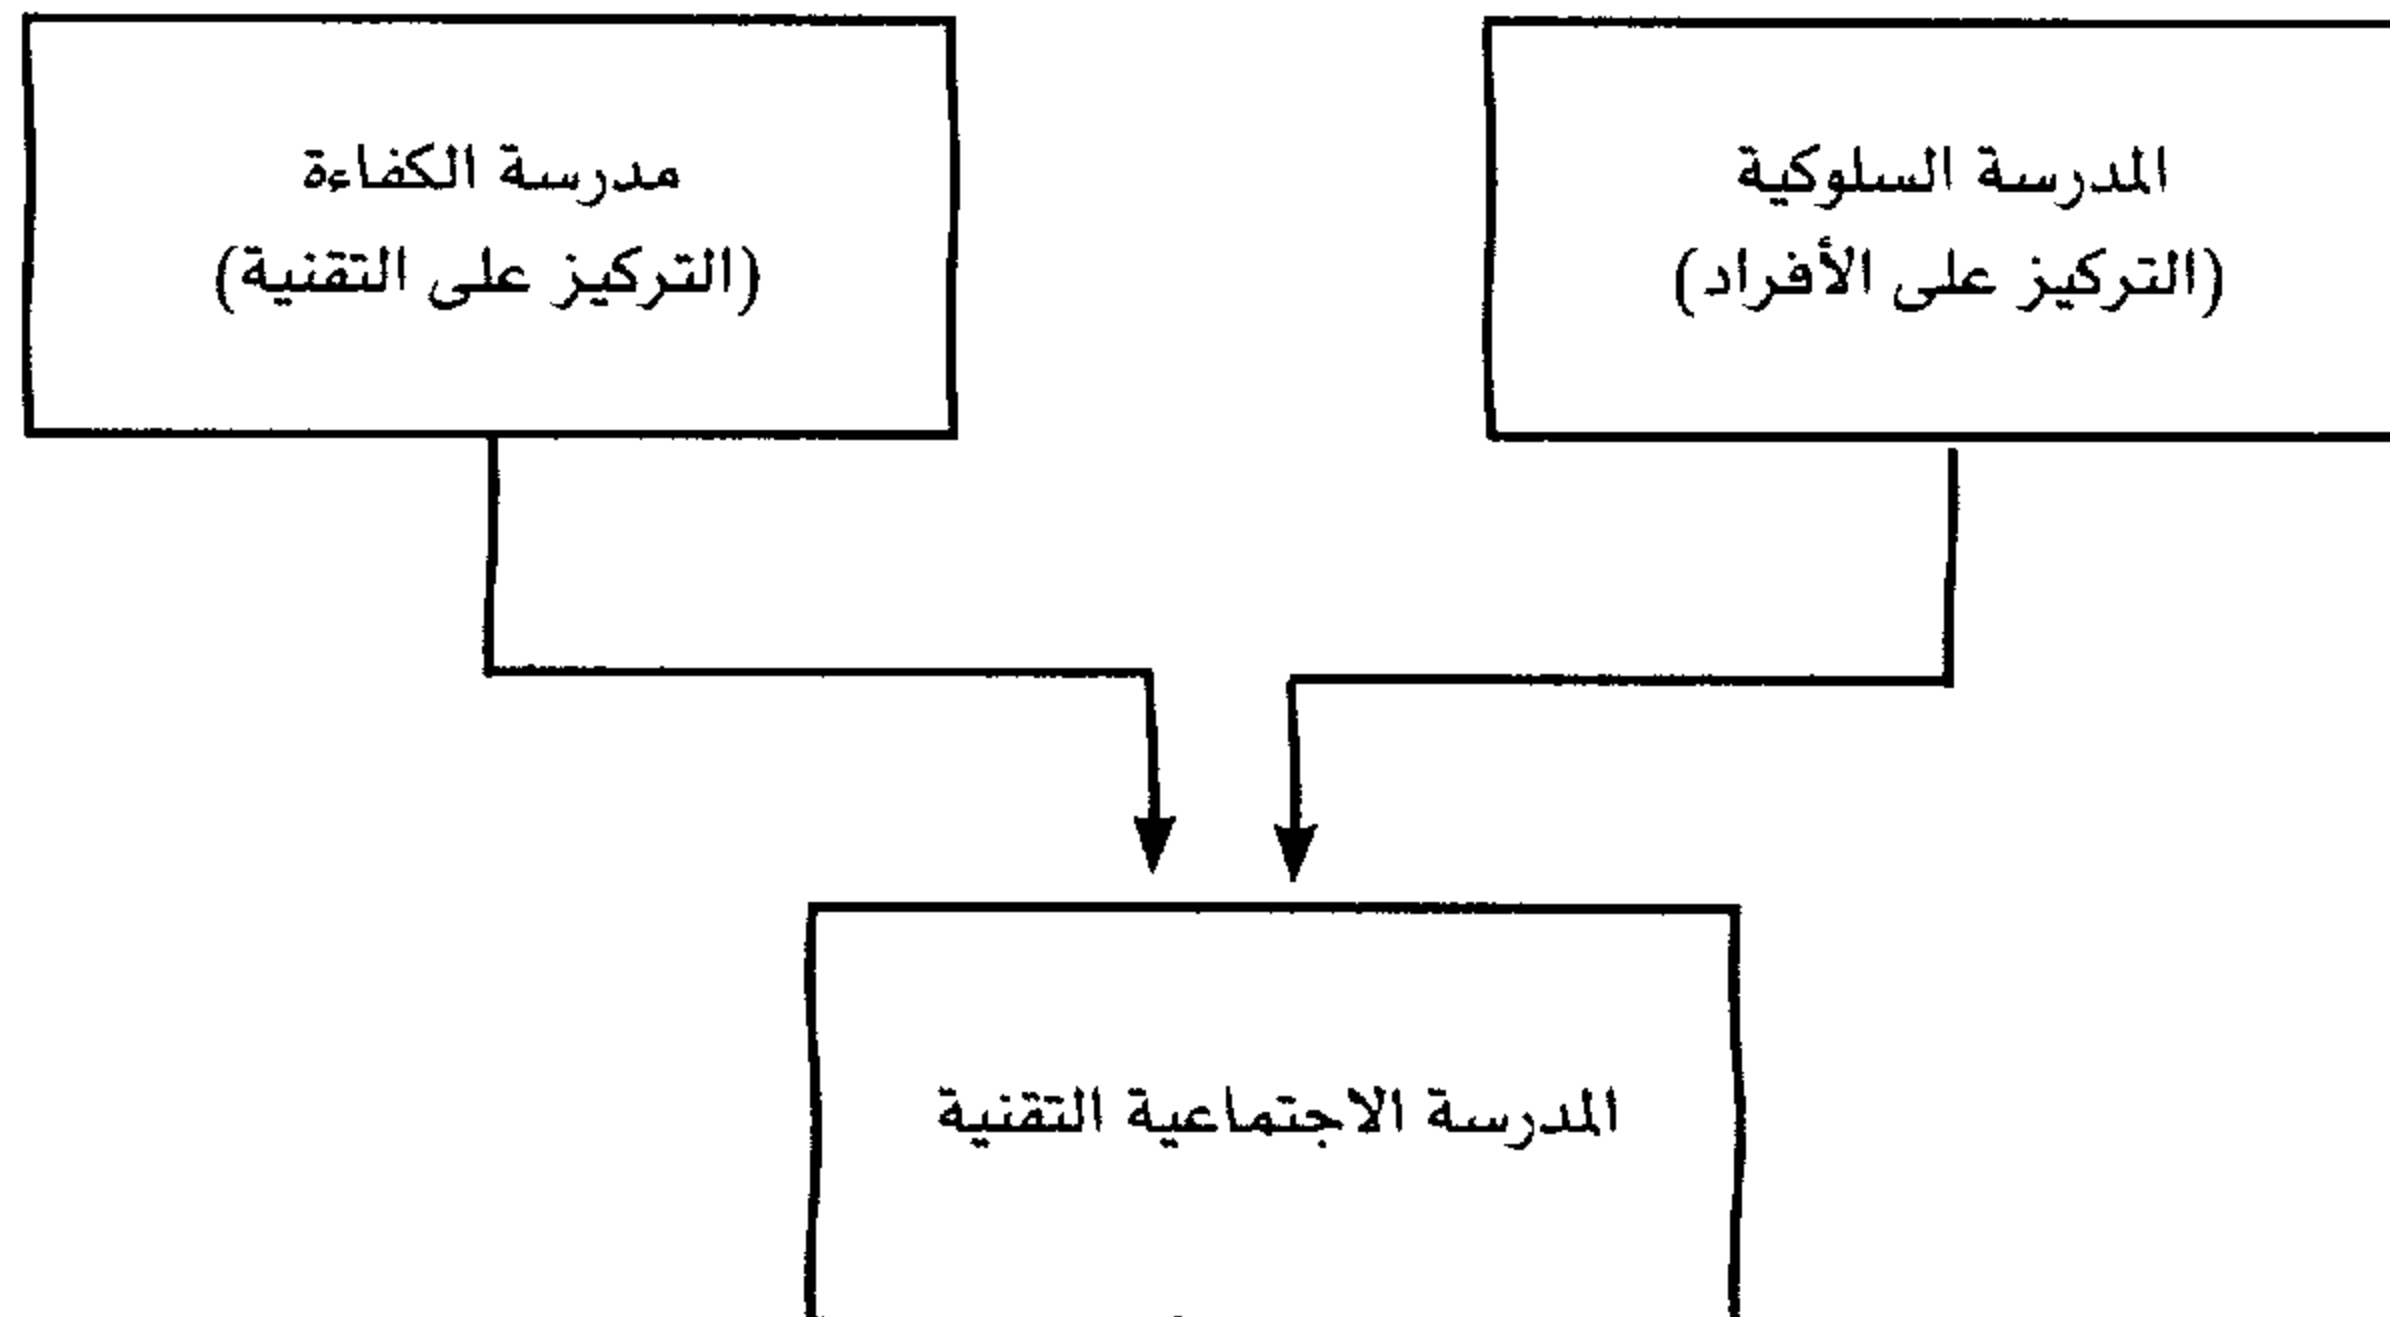 المدرسة السلوكية
(التركيز على الأفراد)
مدرسة الكفاءة
(التركيز على التقنية)
المدرسة الاجتماعية التقنية